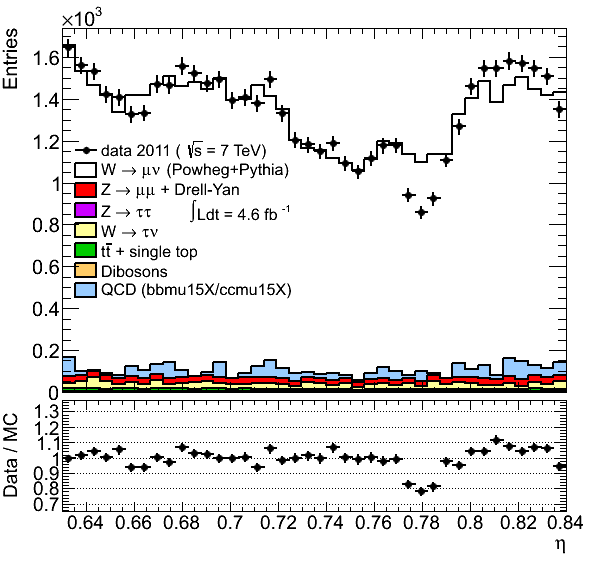 ×10³
Entries
1.6
1.4
1.2
1
0.8
0.6
0.4
0.2
0
data 2011 ( √s = 7 TeV)
W → μν (Powheg+Pythia)
Z → μμ + Drell-Yan
Z → ττ ∫Ldt = 4.6 fb⁻¹
W → τν
tt̄ + single top
Dibosons
QCD (bbmu15X/ccmu15X)
Data / MC
1.3
1.2
1.1
1
0.9
0.8
0.7
0.64 0.66 0.68 0.7 0.72 0.74 0.76 0.78 0.8 0.82 0.84
η